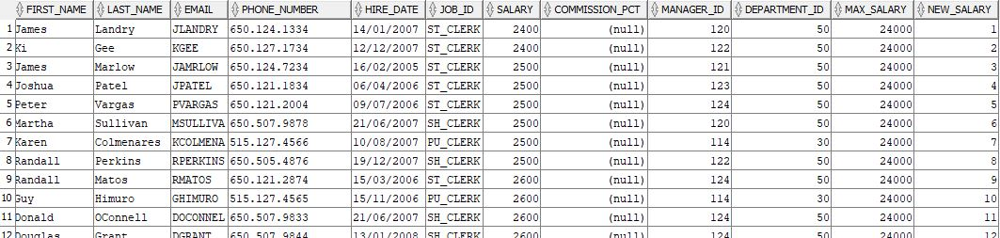 FIRST_NAME LAST_NAME EMAIL PHONE_NUMBER HIRE_DATE JOB_ID SALARY COMMISSION_PCT MANAGER_ID DEPARTMENT_ID MAX_SALARY NEW_SALARY
1 James Landry JLANDRY 650.124.1334 14/01/2007 ST_CLERK 2400 (null) 120 50 24000 1
2 Ki Gee KGEE 650.127.1734 12/12/2007 ST_CLERK 2400 (null) 122 50 24000 2
3 James Marlow JAMRLOW 650.124.7234 16/02/2005 ST_CLERK 2500 (null) 121 50 24000 3
4 Joshua Patel JPATEL 650.121.1834 06/04/2006 ST_CLERK 2500 (null) 123 50 24000 4
5 Peter Vargas PVARGAS 650.121.2004 09/07/2006 ST_CLERK 2500 (null) 124 50 24000 5
6 Martha Sullivan MSULLIVA 650.507.9878 21/06/2007 SH_CLERK 2500 (null) 120 50 24000 6
7 Karen Colmenares KCOLMENA 515.127.4566 10/08/2007 PU_CLERK 2500 (null) 114 30 24000 7
8 Randall Perkins RPERKINS 650.505.4876 19/12/2007 SH_CLERK 2500 (null) 122 50 24000 8
9 Randall Matos RMATOS 650.121.2874 15/03/2006 ST_CLERK 2600 (null) 124 50 24000 9
10 Guy Himuro GHIMURO 515.127.4565 15/11/2006 PU_CLERK 2600 (null) 114 30 24000 10
11 Donald OConnell DOCONNEL 650.507.9833 21/06/2007 SH_CLERK 2600 (null) 124 50 24000 11
12 Douglas Grant DGRANT 650.507.9844 13/01/2008 SH_CLERK 2600 (null) 124 50 24000 12